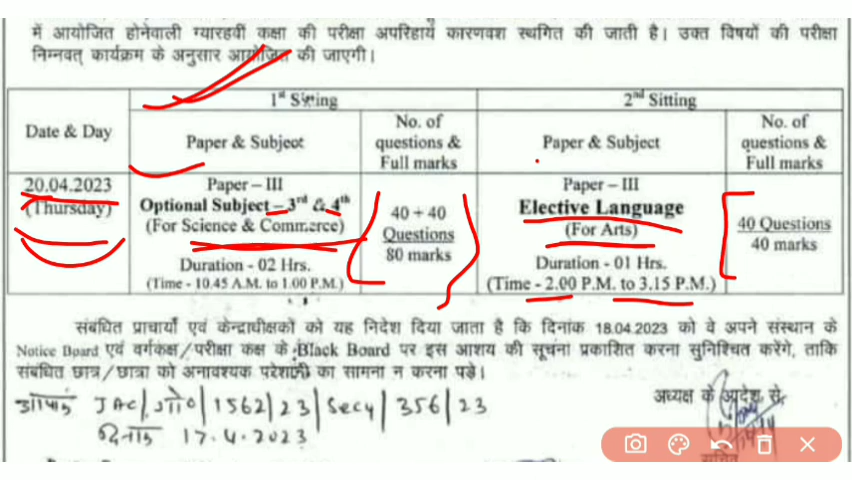 में आयोजित होनेवाली ग्यारहवीं कक्षा की परीक्षा अपरिहार्य कारणवश स्थगित की जाती है। उक्त विषयों की परीक्षा
निम्नवत् कार्यक्रम के अनुसार आयोजित की जाएगी।
Date & Day
1st Sitting
2nd Sitting
Paper & Subject
No. of
questions &
Full marks
Paper & Subject
No. of
questions &
Full marks
20.04.2023
(Thursday)
Paper – III
Optional Subject – 3rd & 4th
(For Science & Commerce)
Duration - 02 Hrs.
(Time - 10.45 A.M. to 1.00 P.M.)
40 + 40
Questions
80 marks
Paper – III
Elective Language
(For Arts)
Duration - 01 Hrs.
(Time - 2.00 P.M. to 3.15 P.M.)
40 Questions
40 marks
संबंधित प्राचार्यों एवं केन्द्राधीक्षकों को यह निदेश दिया जाता है कि दिनांक 18.04.2023 को वे अपने संस्थान के
Notice Board एवं वर्गकक्ष/परीक्षा कक्ष के Black Board पर इस आशय की सूचना प्रकाशित करना सुनिश्चित करेंगे, ताकि
संबंधित छात्र/छात्रा को अनावश्यक परेशानी का सामना न करना पड़े।
अध्यक्ष के आदेश से,
ज्ञापांक JAC/गो०/1562/23/Secy/356/23
दिनांक 17.4.2023
सचिव